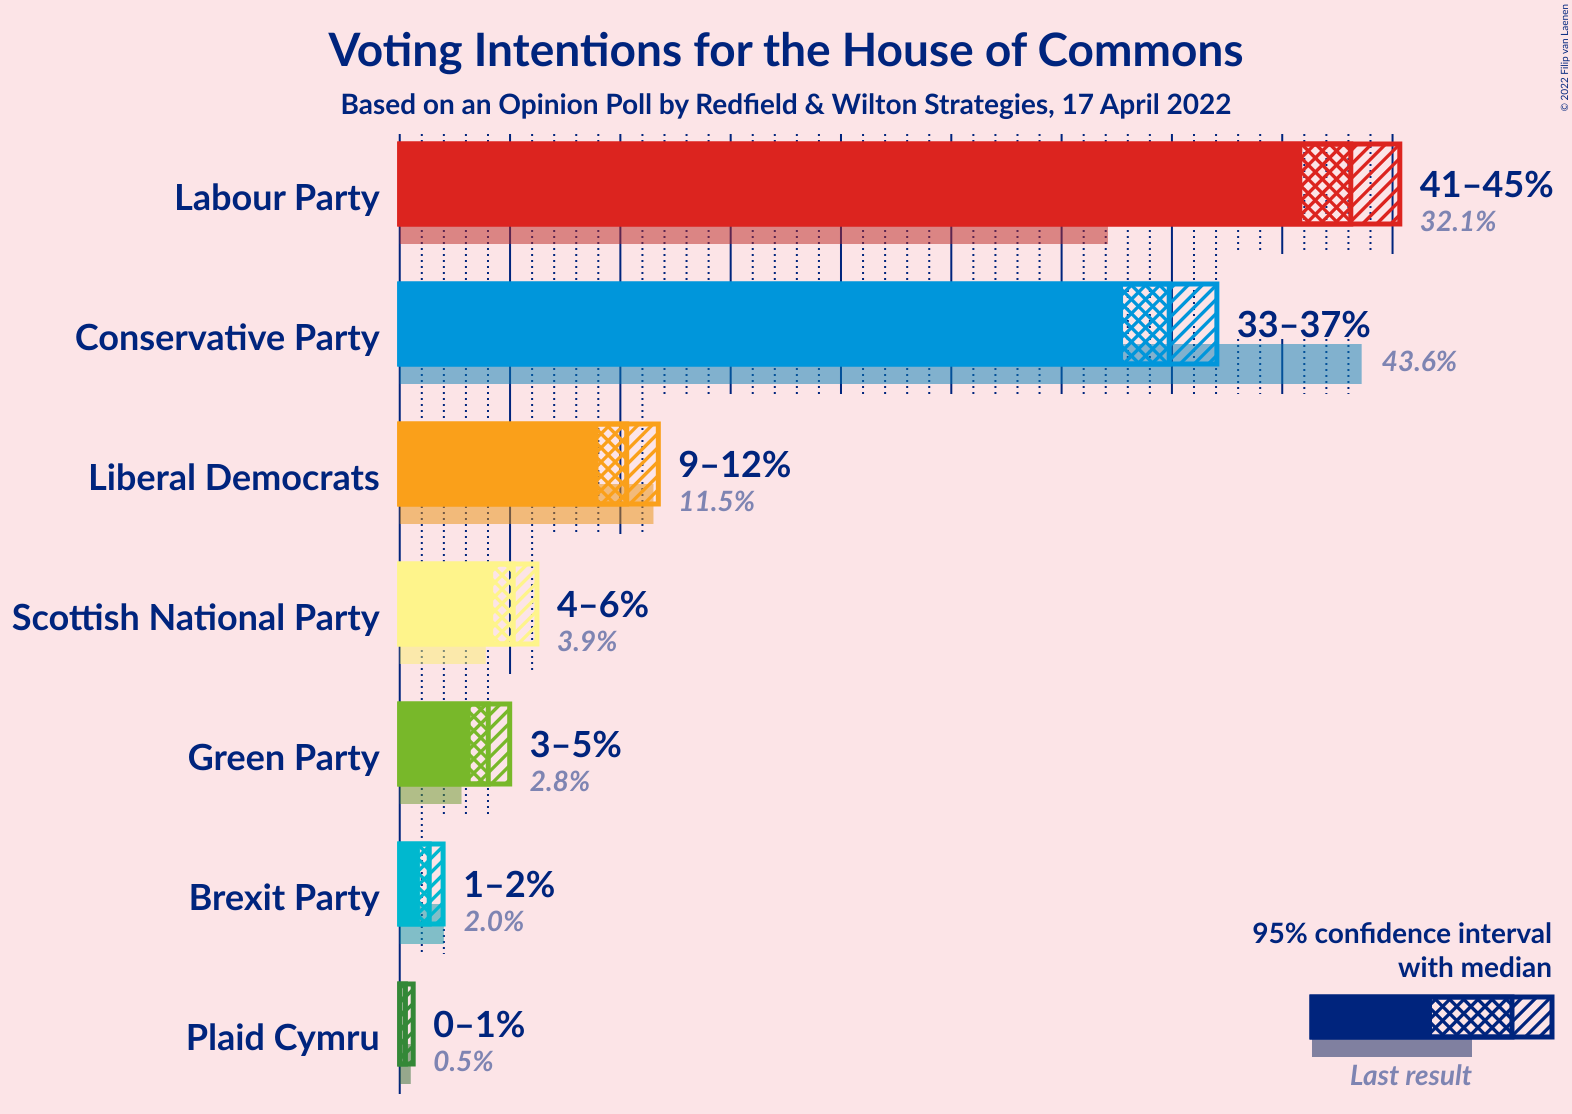 Voting Intentions for the House of Commons
Based on an Opinion Poll by Redfield & Wilton Strategies, 17 April 2022
© 2022 Filip van Laenen
Labour Party
41–45%
32.1%
Conservative Party
33–37%
43.6%
Liberal Democrats
9–12%
11.5%
Scottish National Party
4–6%
3.9%
Green Party
3–5%
2.8%
Brexit Party
1–2%
2.0%
Plaid Cymru
0–1%
0.5%
95% confidence interval
with median
Last result